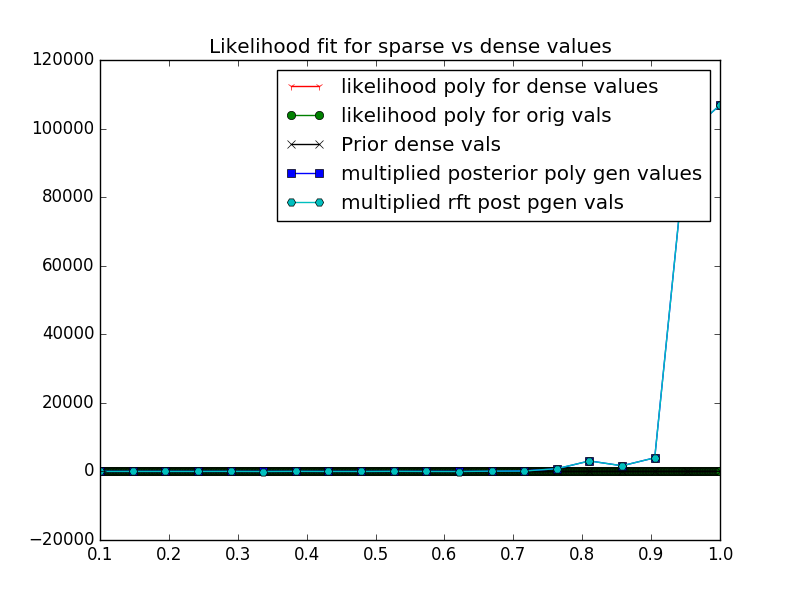 Likelihood fit for sparse vs dense values
120000
100000
80000
60000
40000
20000
0
−20000
likelihood poly for dense values
likelihood poly for orig vals
Prior dense vals
multiplied posterior poly gen values
multiplied rft post pgen vals
0.1 0.2 0.3 0.4 0.5 0.6 0.7 0.8 0.9 1.0